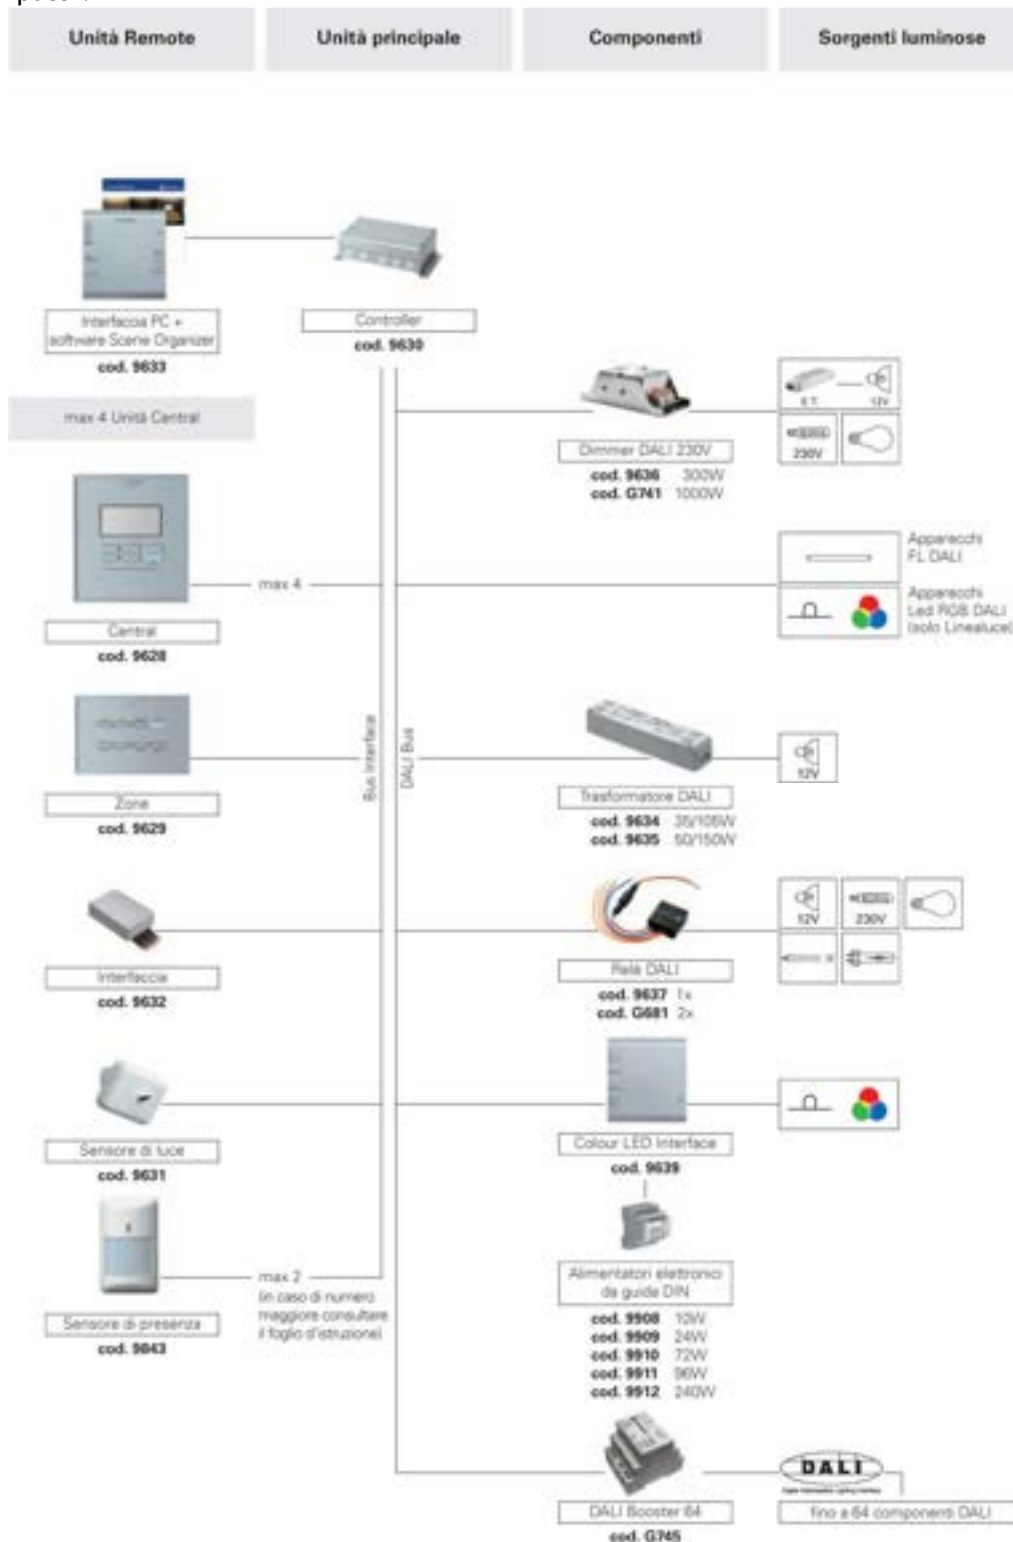 Unità Remote
Unità principale
Componenti
Sorgenti luminose
Interfaccia PC +
software Scene Organizer
cod. 9633
Controller
cod. 9630
max 4 Unità Central
Dimmer DALI 230V
cod. 9636 300W
cod. G741 1000W
E.T.
12V
230V
Central
cod. 9628
max 4
Apparecchi
FL DALI
Apparecchi
Led RGB DALI
(solo Linealuce)
Zone
cod. 9629
Bus Interface
DALI Bus
Trasformatore DALI
cod. 9634 35/105W
cod. 9635 50/150W
12V
Interfaccia
cod. 9632
Relà DALI
cod. 9637 1x
cod. G681 2x
12V
230V
Sensore di luce
cod. 9631
Colour LED Interface
cod. 9639
Sensore di presenza
cod. 9843
max 2
(in caso di numero
maggiore consultare
il foglio d'istruzione)
Alimentatori elettronici
da guida DIN
cod. 9908 10W
cod. 9909 24W
cod. 9910 72W
cod. 9911 96W
cod. 9912 240W
DALI Booster 64
cod. G745
DALI
fino a 64 componenti DALI